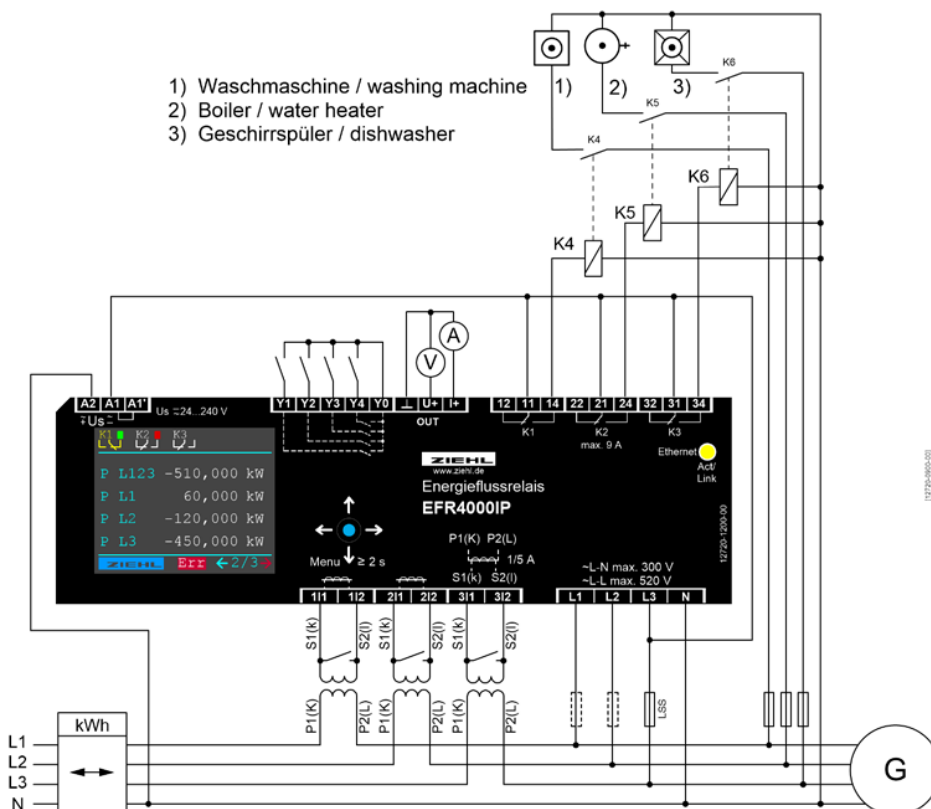 1) Waschmaschine / washing machine
2) Boiler / water heater
3) Geschirrspüler / dishwasher
1)
2)
3)
K6
K5
K4
K6
K5
K4
A
V
A2 A1 A1'
Us 24...240 V
Us
Y1 Y2 Y3 Y4 Y0
⊥ U+ I+
OUT
12 11 14
K1
22 21 24
K2
max. 9 A
32 31 34
K3
K1 K2 K3
P L123 -510,000 kW
P L1 60,000 kW
P L2 -120,000 kW
P L3 -450,000 kW
ZIEHL Err ← 2/3 →
ZIEHL
www.ziehl.de
Energieflussrelais
EFR4000IP
Ethernet
Act/
Link
12720-1200-00
112720-0900-003
Menu ≥ 2 s
P1(K) P2(L)
1/5 A
S1(k) S2(l)
~L-N max. 300 V
~L-L max. 520 V
1I1 1I2 2I1 2I2 3I1 3I2
L1 L2 L3 N
S1(k) S2(l) S1(k) S2(l) S1(k) S2(l)
P1(K) P2(L) P1(K) P2(L) P1(K) P2(L)
LSS
kWh
L1
L2
L3
N
G